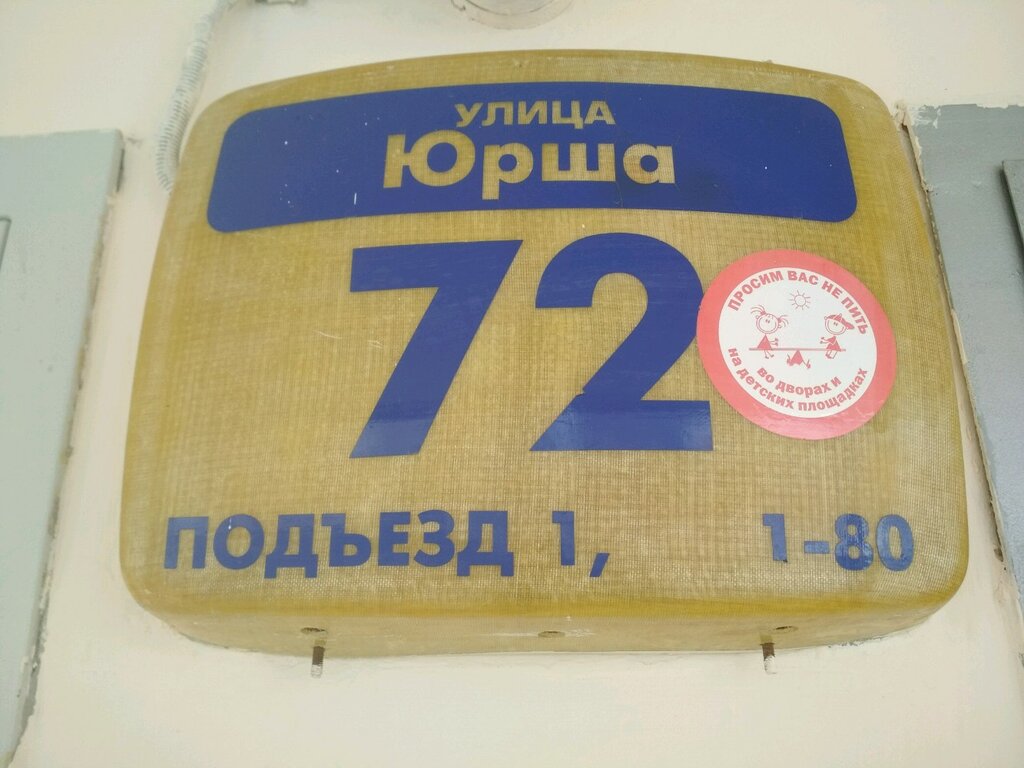 УЛИЦА
Юрша
72
ПРОСИМ ВАС НЕ ПИТЬ
во дворах и
на детских площадках
ПОДЪЕЗД 1, 1-80